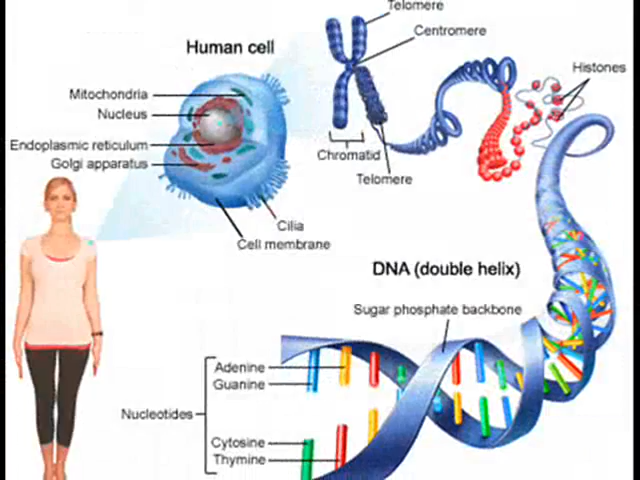 Telomere
Centromere
Human cell
Histones
Mitochondria
Nucleus
Endoplasmic reticulum
Golgi apparatus
Chromatid
Telomere
Cilia
Cell membrane
DNA (double helix)
Sugar phosphate backbone
Adenine
Guanine
Nucleotides
Cytosine
Thymine